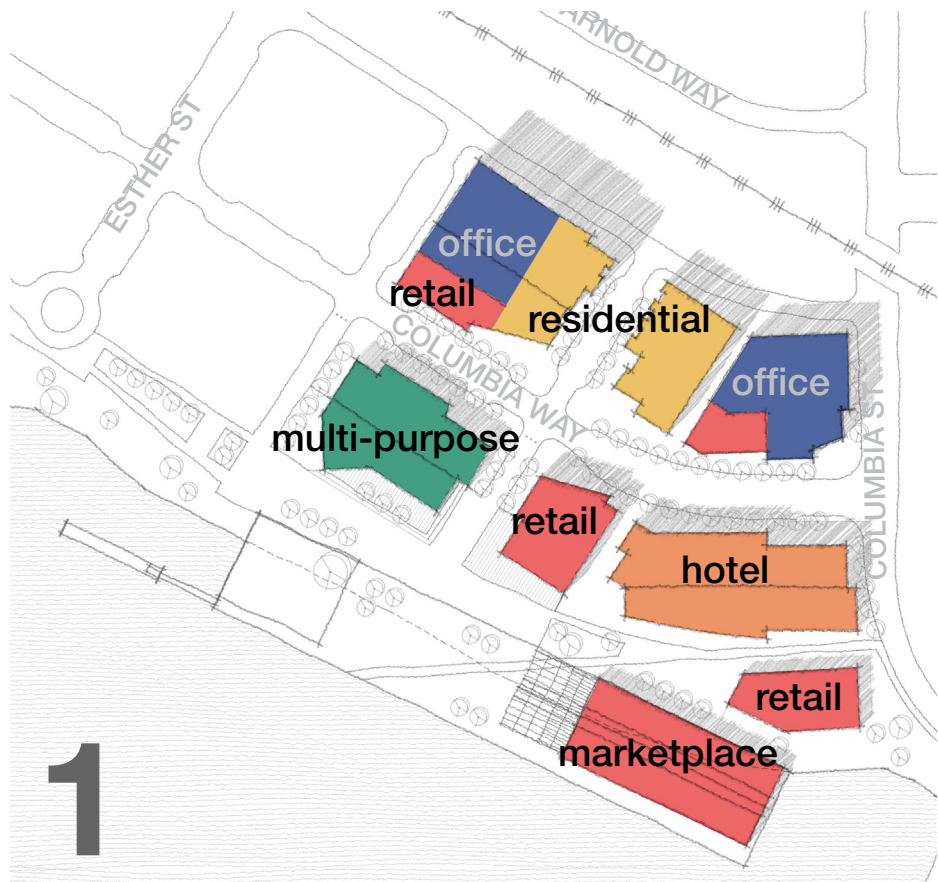 ARNOLD WAY
ESTHER ST
office
retail
residential
office
COLUMBIA WAY
multi-purpose
COLUMBIA ST
retail
hotel
retail
marketplace
1